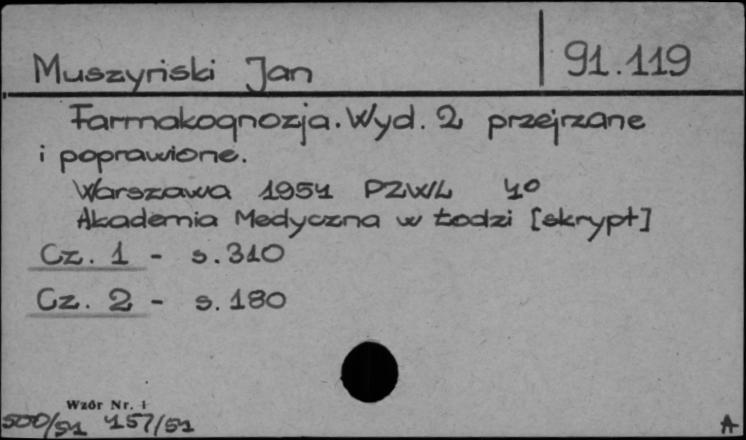 Muszyński Jan 91.119
Farmakognozja. Wyd. 2 przejrzane
i poprawione.
Warszawa 1954 PZWL 4°
Akademia Medyczna w Łodzi [skrypt]
Cz. 1 - s. 310
Cz. 2 - s. 180
Wzór Nr. 1
500/51 457/51 A